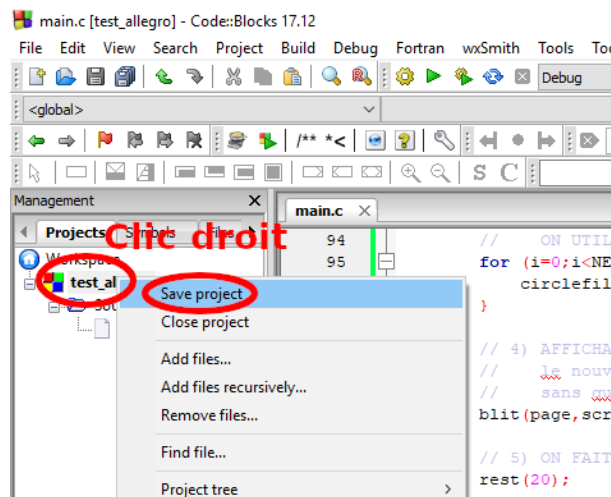 main.c [test_allegro] - Code::Blocks 17.12
File Edit View Search Project Build Debug Fortran wxSmith Tools
Debug
<global>
/** *<
S C
Management
main.c
Projects Symbols Files
Clic droit
Workspace
94 // ON UTIL
95 for (i=0;i<NE
test_al
circlefil
Save project
}
Close project
// 4) AFFICHA
Add files...
// le nouv
Add files recursively...
// sans qu
Remove files...
blit(page,scr
Find file...
// 5) ON FAIT
Project tree
rest(20);